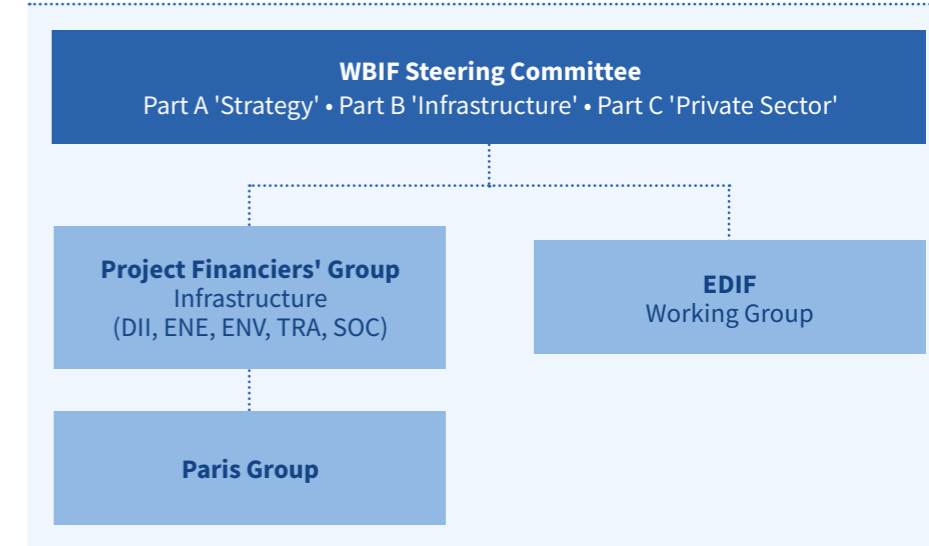 WBIF Steering Committee
Part A 'Strategy' • Part B 'Infrastructure' • Part C 'Private Sector'
Project Financiers' Group
Infrastructure
(DII, ENE, ENV, TRA, SOC)
EDIF
Working Group
Paris Group